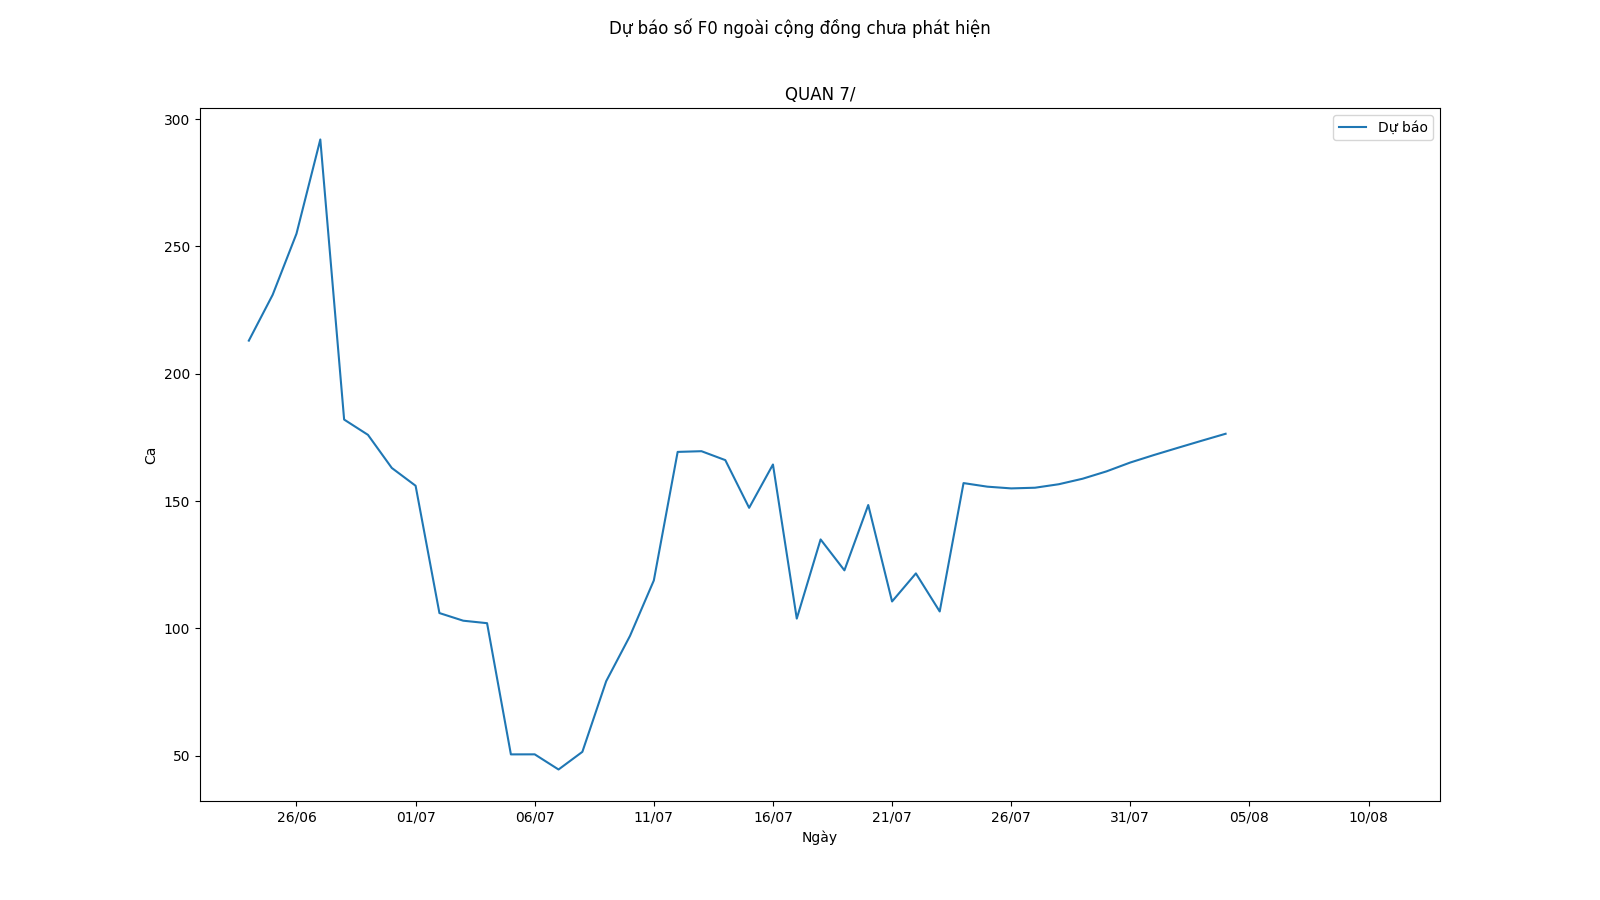 Dự báo số F0 ngoài cộng đồng chưa phát hiện
QUAN 7/
Dự báo
300
250
200
150
100
50
Ca
26/06 01/07 06/07 11/07 16/07 21/07 26/07 31/07 05/08 10/08
Ngày